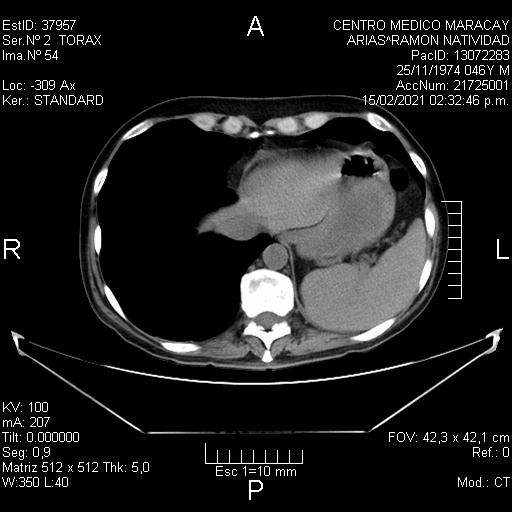 EstID: 37957
Ser.Nº 2 TORAX
Ima.Nº 54
Loc: -309 Ax
Ker.: STANDARD
A
CENTRO MEDICO MARACAY
ARIAS^RAMON NATIVIDAD
PacID: 13072283
25/11/1974 046Y M
AccNum: 21725001
15/02/2021 02:32:46 p.m.
R
L
KV: 100
mA: 207
Tilt: 0.000000
Seg: 0,9
Matriz 512 x 512 Thk: 5,0
W:350 L:40
Esc 1=10 mm
P
FOV: 42,3 x 42,1 cm
Ref.: 0
Mod.: CT